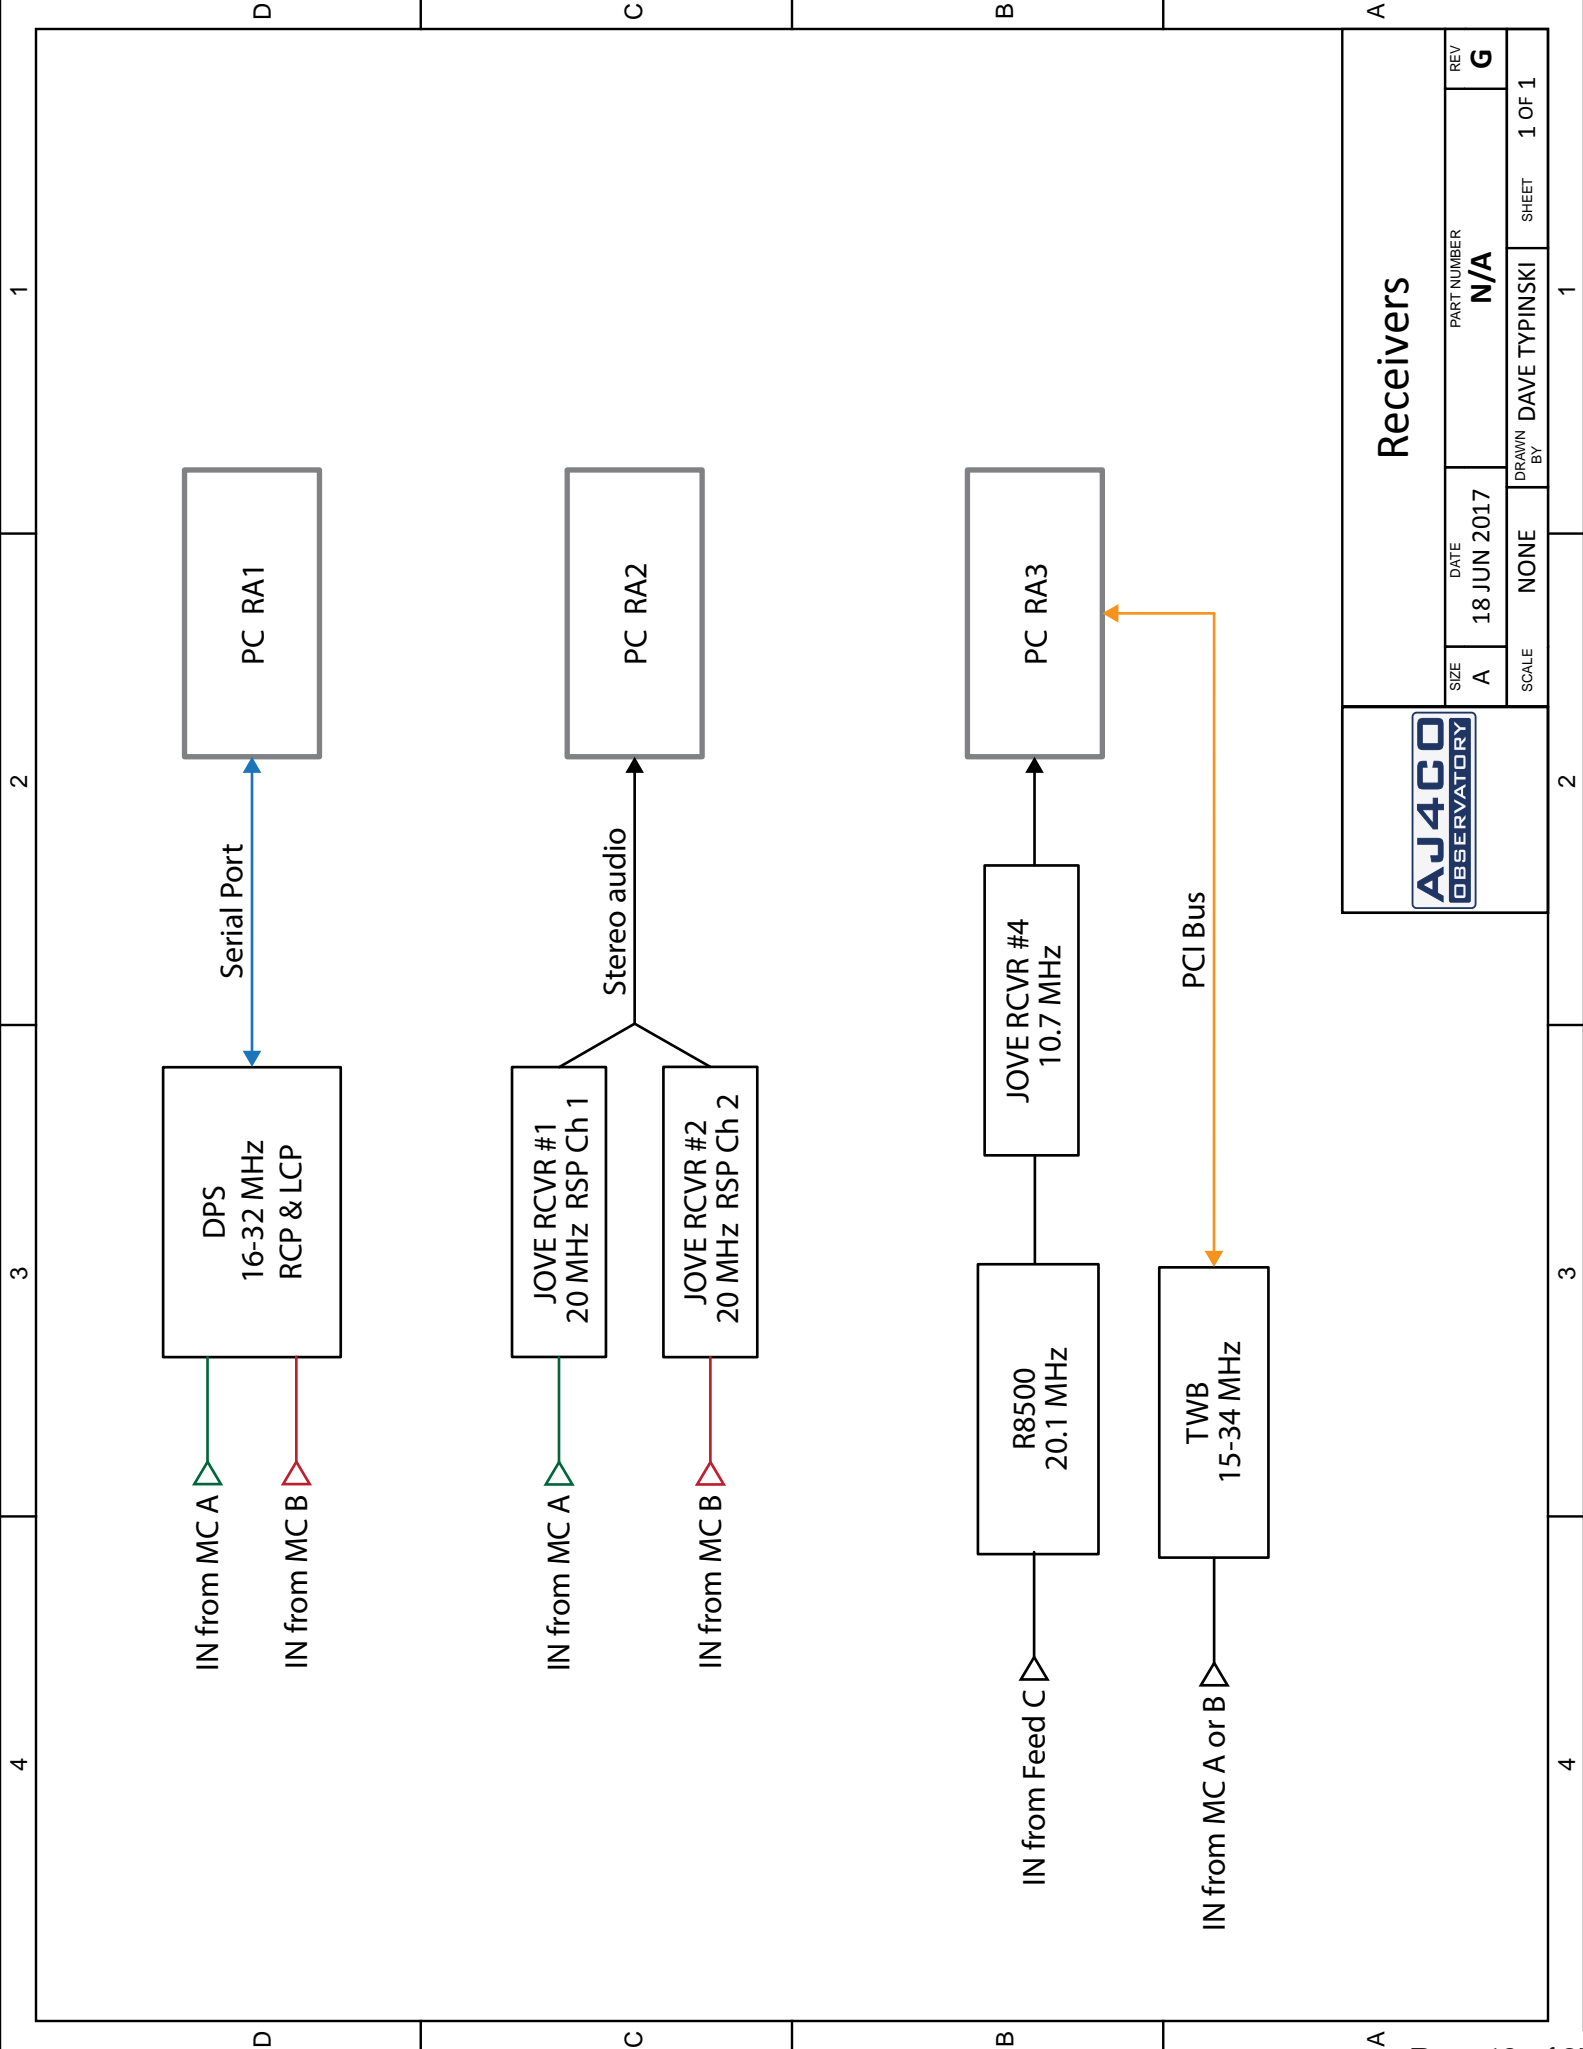 4
3
2
1
D
D
IN from MC A
IN from MC B
DPS
16-32 MHz
RCP & LCP
Serial Port
PC RA1
C
C
IN from MC A
JOVE RCVR #1
20 MHz RSP Ch 1
IN from MC B
JOVE RCVR #2
20 MHz RSP Ch 2
Stereo audio
PC RA2
B
B
IN from Feed C
R8500
20.1 MHz
JOVE RCVR #4
10.7 MHz
PC RA3
IN from MC A or B
TWB
15-34 MHz
PCI Bus
A
A
AJ4CO
OBSERVATORY
Receivers
SIZE
A
DATE
18 JUN 2017
PART NUMBER
N/A
REV
G
SCALE
NONE
DRAWN
BY
DAVE TYPINSKI
SHEET
1 OF 1
4
3
2
1